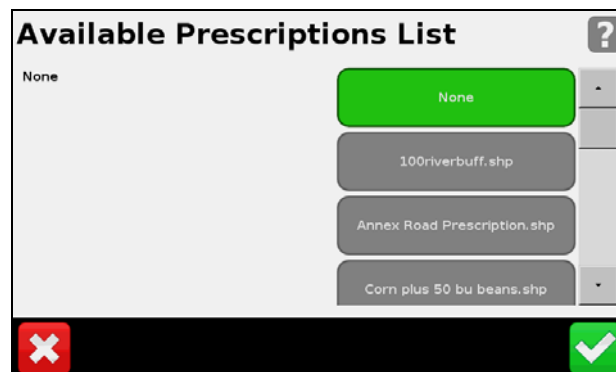 Available Prescriptions List
?
None
None
100riverbuff.shp
Annex Road Prescription.shp
Corn plus 50 bu beans.shp